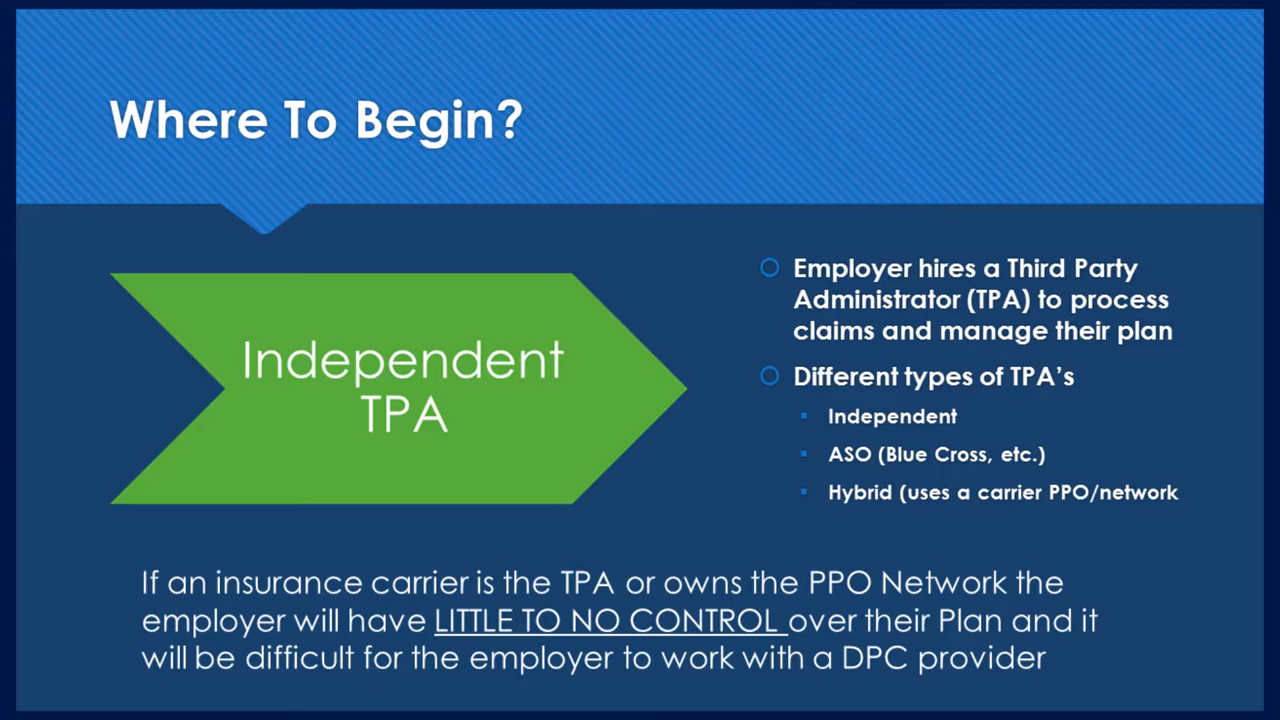 Where To Begin?
Independent
TPA
Employer hires a Third Party
Administrator (TPA) to process
claims and manage their plan
Different types of TPA's
Independent
ASO (Blue Cross, etc.)
Hybrid (uses a carrier PPO/network
If an insurance carrier is the TPA or owns the PPO Network the
employer will have LITTLE TO NO CONTROL over their Plan and it
will be difficult for the employer to work with a DPC provider